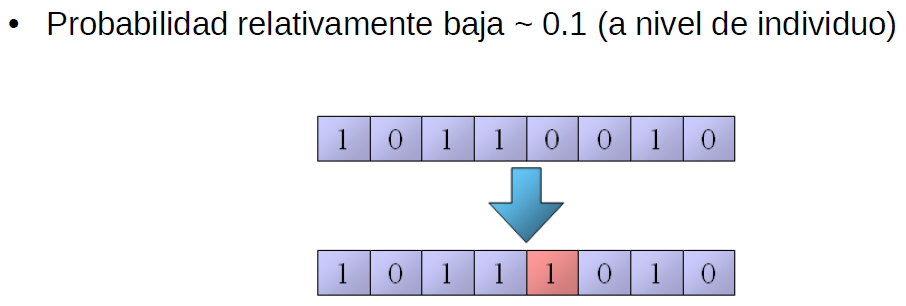 • Probabilidad relativamente baja ~ 0.1 (a nivel de individuo)
1 0 1 1 0 0 1 0
1 0 1 1 1 0 1 0